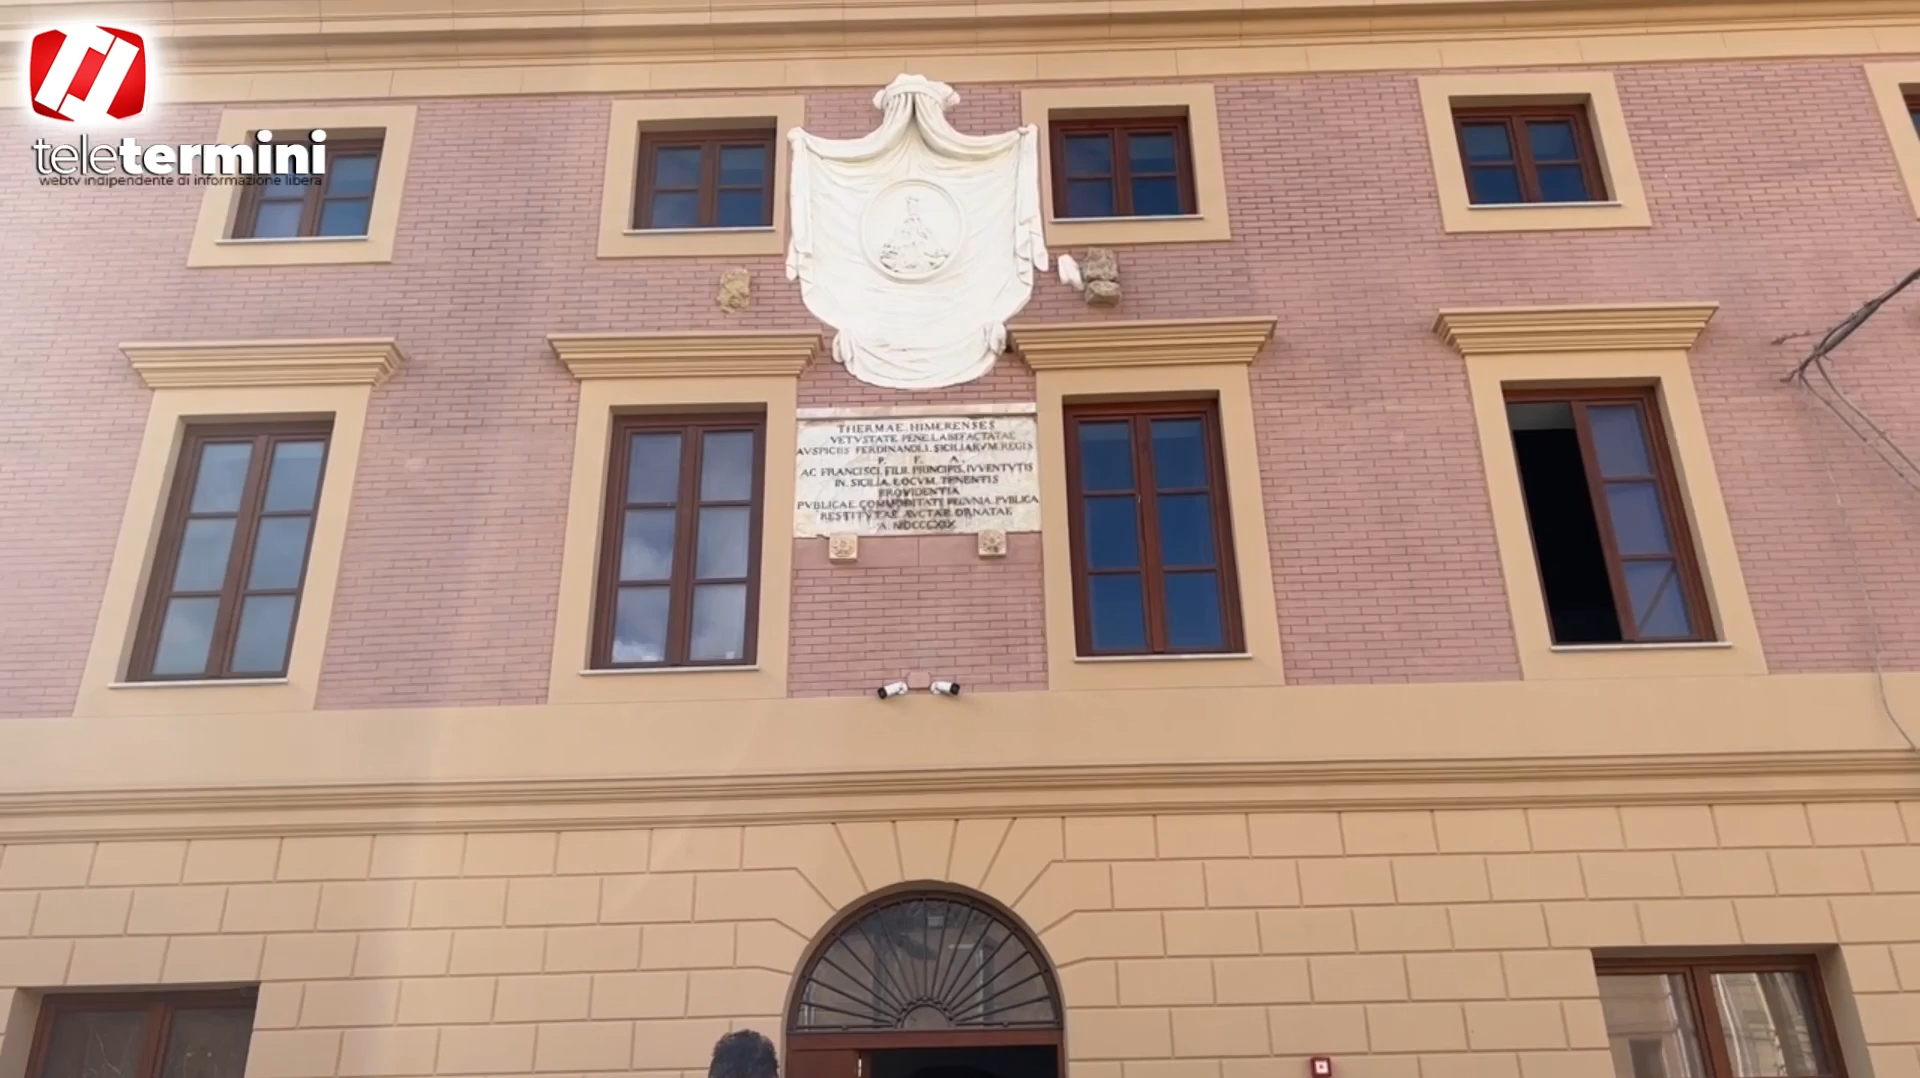 teletermini
webtv indipendente di informazione libera
THERMAE HIMERENSES
VETVSTATE PENE LABEFACTATAE
AVSPICIIS FERDINANDI.I. SICILIARVM.REGIS
P. F. A.
AC FRANCISCI FILII PRINCIPIS IVVENTVTIS
IN SICILIA LOCVM TENENTIS
PROVIDENTIA
PVBLICAE COMMODITATI PECVNIA PVBLICA
RESTITVTAE AVCTAE ORNATAE
A. MDCCCXIX